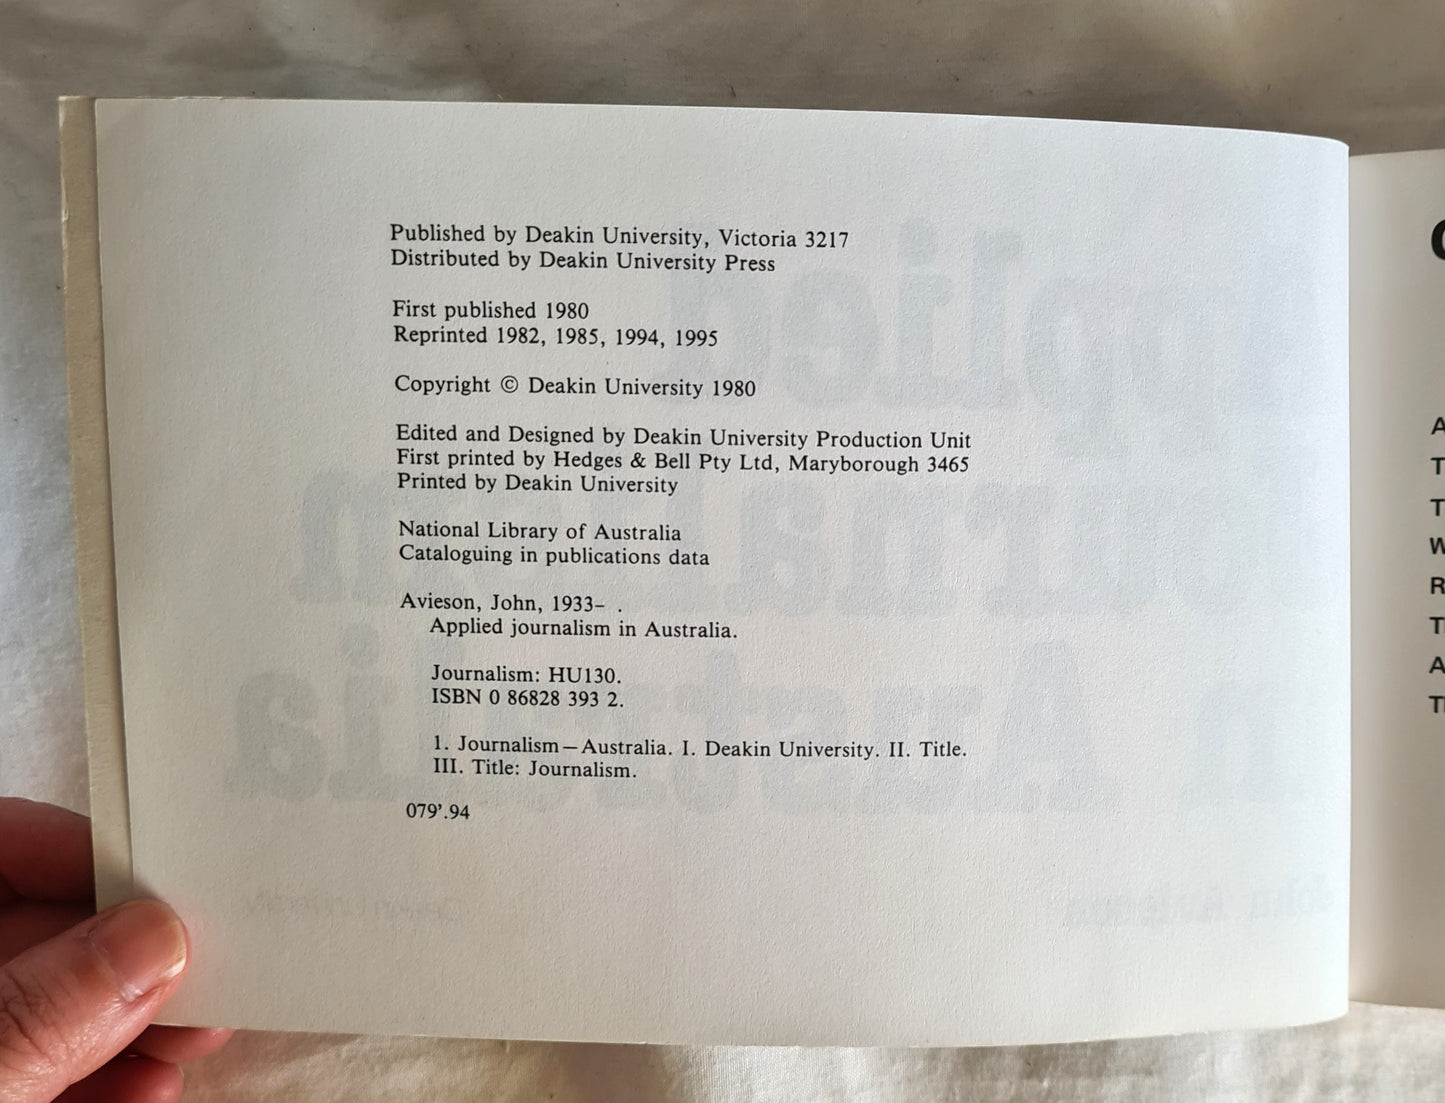 Published by Deakin University, Victoria 3217
Distributed by Deakin University Press
First published 1980
Reprinted 1982, 1985, 1994, 1995
Copyright © Deakin University 1980
Edited and Designed by Deakin University Production Unit
First printed by Hedges & Bell Pty Ltd, Maryborough 3465
Printed by Deakin University
National Library of Australia
Cataloguing in publications data
Avieson, John, 1933– .
Applied journalism in Australia.
Journalism: HU130.
ISBN 0 86828 393 2.
1. Journalism—Australia. I. Deakin University. II. Title.
III. Title: Journalism.
079’.94